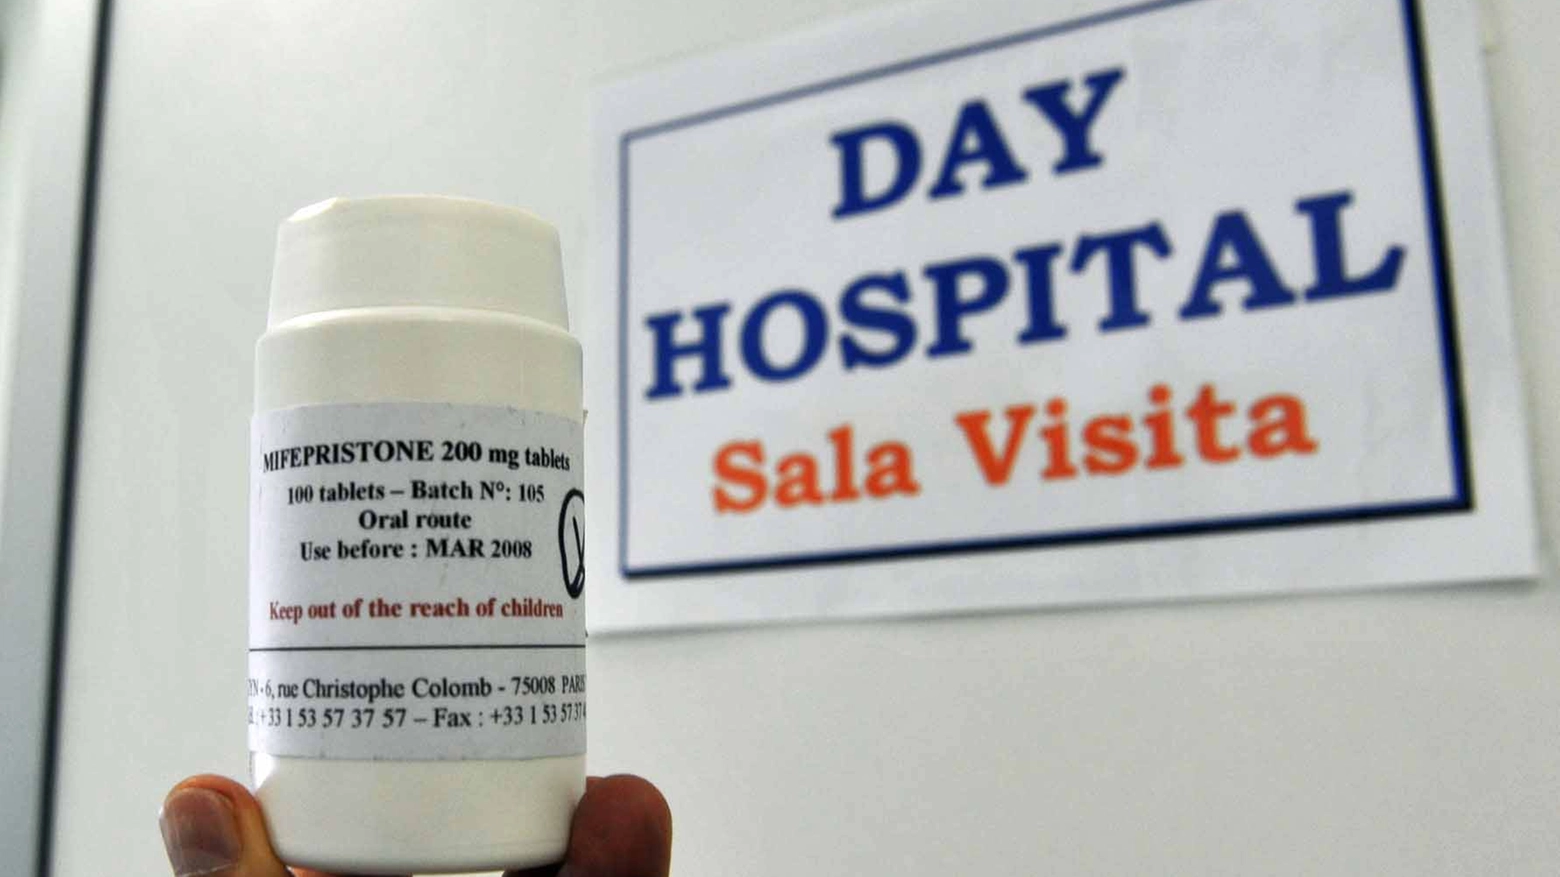 MIFEPRISTONE 200 mg tablets
100 tablets – Batch N°: 105
Oral route
Use before : MAR 2008
Keep out of the reach of children
6, rue Christophe Colomb - 75008 PARIS
+33 1 53 57 37 57 – Fax : +33 1 53 57 37
DAY
HOSPITAL
Sala Visita